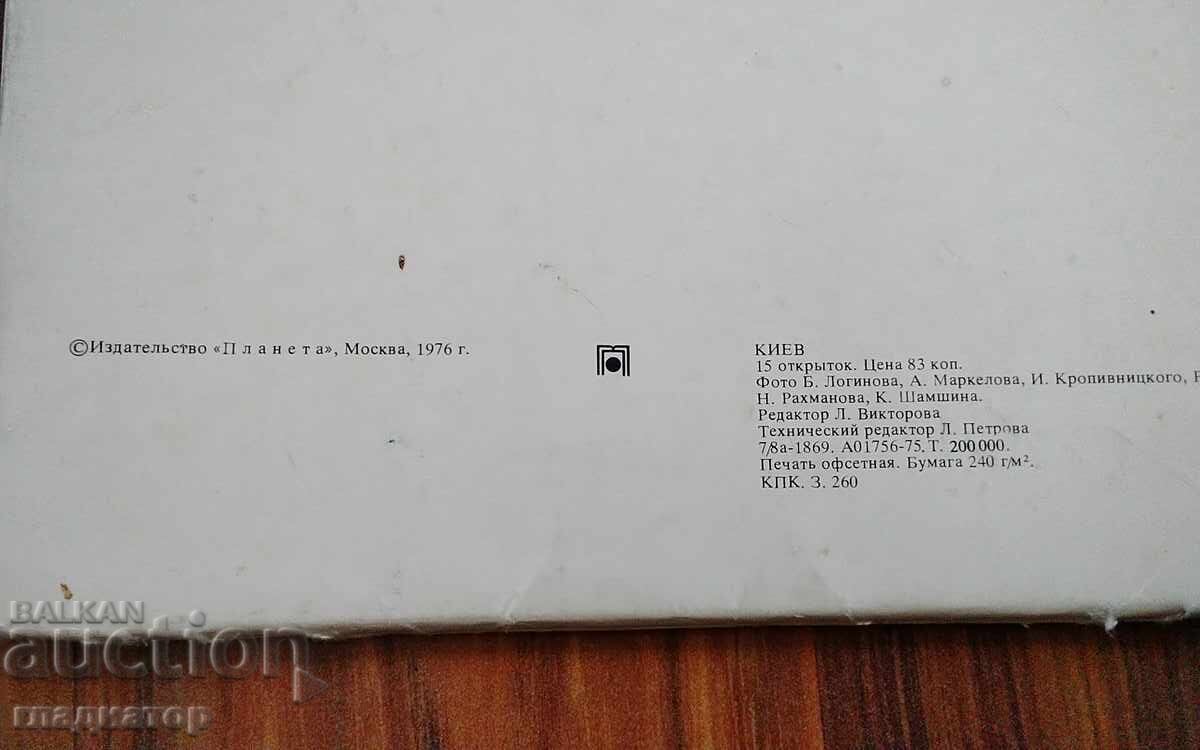 ©Издательство «Планета», Москва, 1976 г.
КИЕВ
15 открыток. Цена 83 коп.
Фото Б. Логинова, А. Маркелова, И. Кропивницкого,
Н. Рахманова, К. Шамшина.
Редактор Л. Викторова
Технический редактор Л. Петрова
7/8а-1869. А01756-75. Т. 200 000.
Печать офсетная. Бумага 240 г/м².
КПК. З. 260
BALKAN
auction
гладиатор